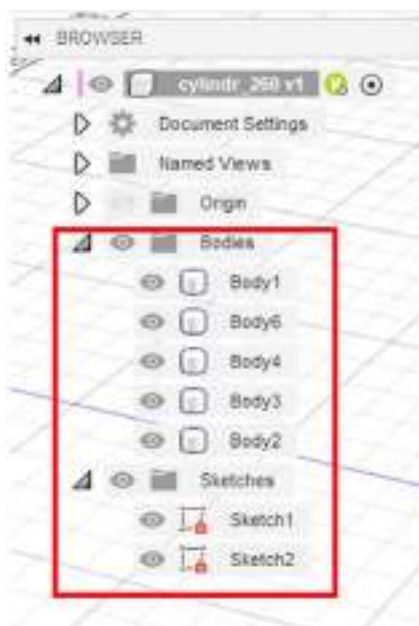 BROWSER
cylindr_260 v1
Document Settings
Named Views
Origin
Bodies
Body1
Body6
Body4
Body3
Body2
Sketches
Sketch1
Sketch2